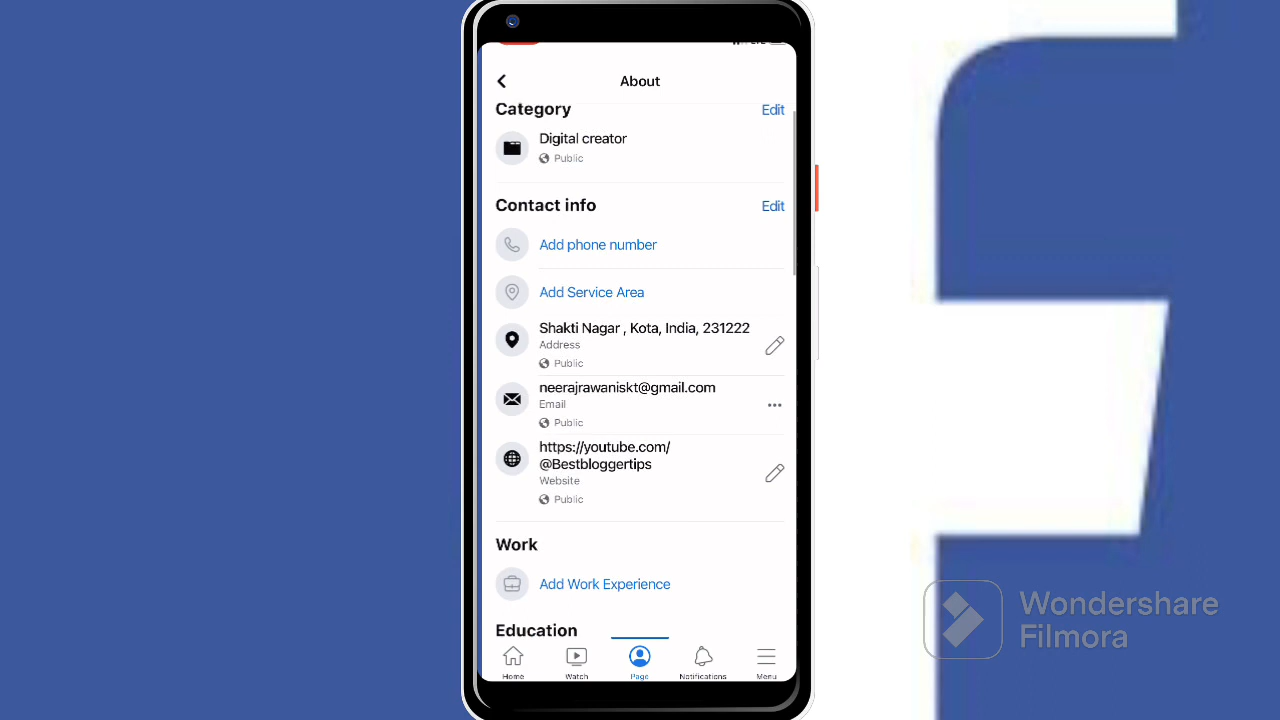 About
Category
Edit
Digital creator
Public
Contact info
Edit
Add phone number
Add Service Area
Shakti Nagar , Kota, India, 231222
Address
Public
neerajrawaniskt@gmail.com
Email
Public
https://youtube.com/
@Bestbloggertips
Website
Public
Work
Add Work Experience
Education
Home
Watch
Page
Notifications
Menu
Wondershare
Filmora